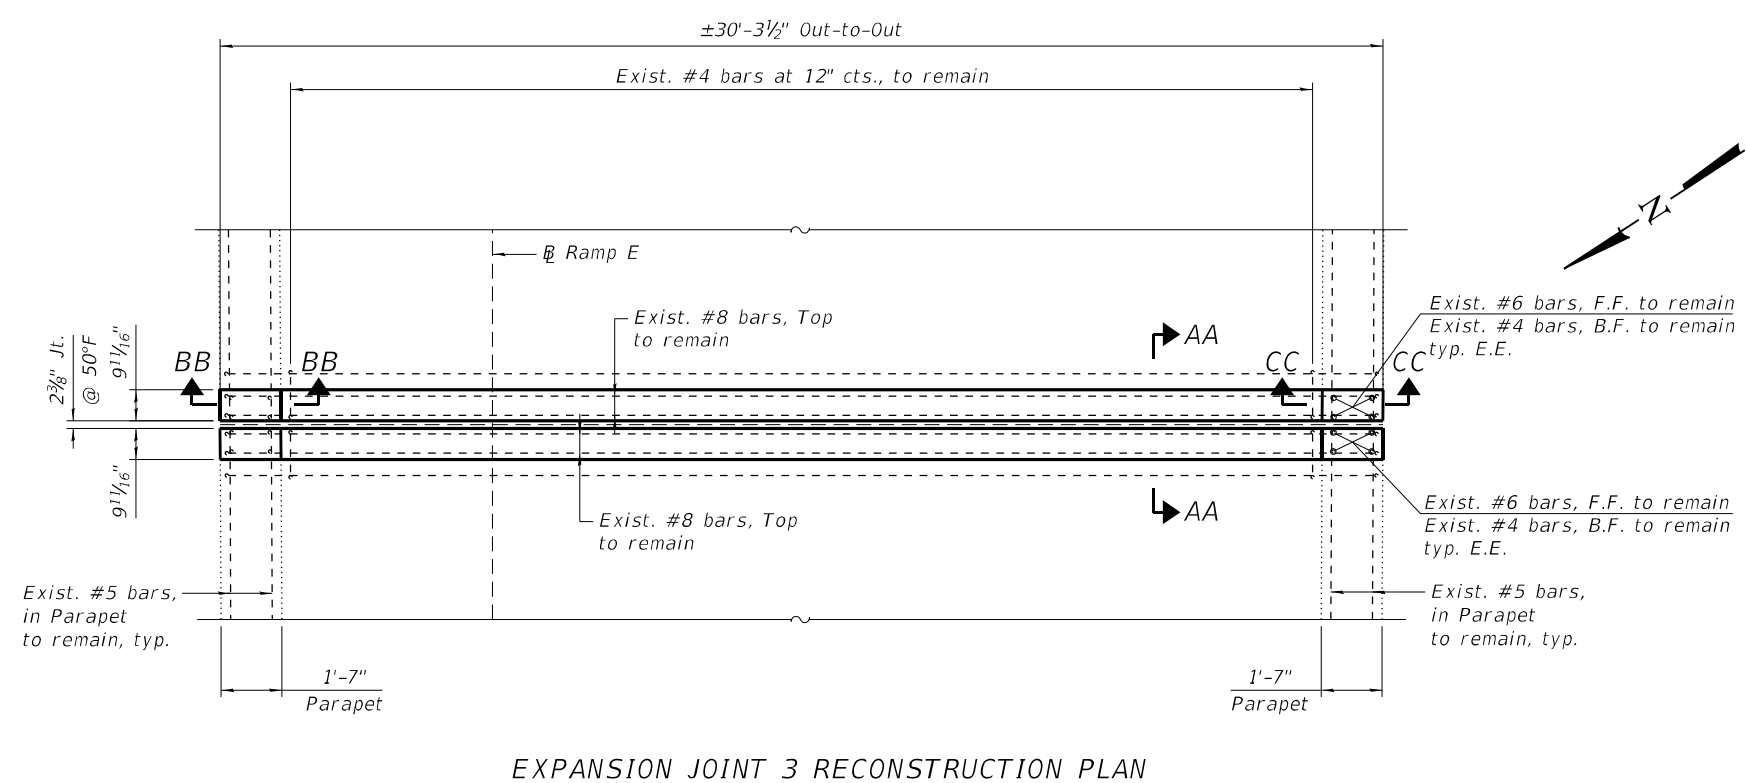 ±30'-3½" Out-to-Out
Exist. #4 bars at 12" cts., to remain
N
℄ Ramp E
Exist. #8 bars, Top
to remain
AA
Exist. #6 bars, F.F. to remain
Exist. #4 bars, B.F. to remain
typ. E.E.
2⅜" Jt.
@ 50°F
9 11/16"
BB
BB
CC
CC
9 11/16"
Exist. #8 bars, Top
to remain
AA
Exist. #6 bars, F.F. to remain
Exist. #4 bars, B.F. to remain
typ. E.E.
Exist. #5 bars,
in Parapet
to remain, typ.
Exist. #5 bars,
in Parapet
to remain, typ.
1'-7"
Parapet
1'-7"
Parapet
EXPANSION JOINT 3 RECONSTRUCTION PLAN